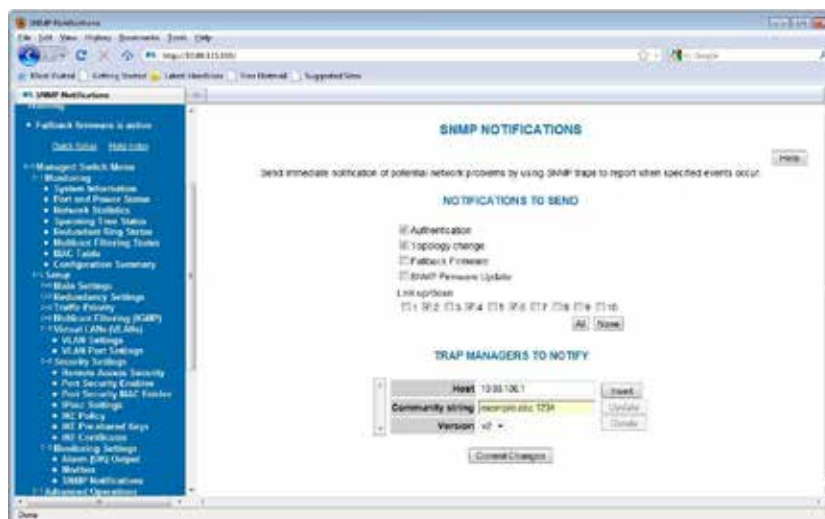 SNMP Notifications
File Edit View History Bookmarks Tools Help
Google
Most Visited Getting Started Latest Headlines Free Hotmail Suggested Sites
SNMP Notifications
Fallback firmware is active
Quick Setup Help Index
Managed Switch Menu
Monitoring
System Information
Port and Power Status
Network Statistics
Spanning Tree Status
Redundant Ring Status
Multicast Filtering Status
MAC Table
Configuration Summary
Setup
Main Settings
Redundancy Settings
Traffic Priority
Multicast Filtering (IGMP)
Virtual LANs (VLANs)
VLAN Settings
VLAN Port Settings
Security Settings
Remote Access Security
Port Security Enables
Port Security MAC Entries
IPsec Settings
IKE Policy
IKE Pre-shared Keys
IKE Certificates
Monitoring Settings
Alarm (OK) Output
Modbus
SNMP Notifications
Advanced Operations
Done
SNMP NOTIFICATIONS
Help
Send immediate notification of potential network problems by using SNMP traps to report when specified events occur.
NOTIFICATIONS TO SEND
Authentication
Topology change
Fallback Firmware
SNMP Firmware Update
Link up/down
1 2 3 4 5 6 7 8 9 10
All None
TRAP MANAGERS TO NOTIFY
Host
Insert
Community string
Update
Version v2
Delete
Commit Changes